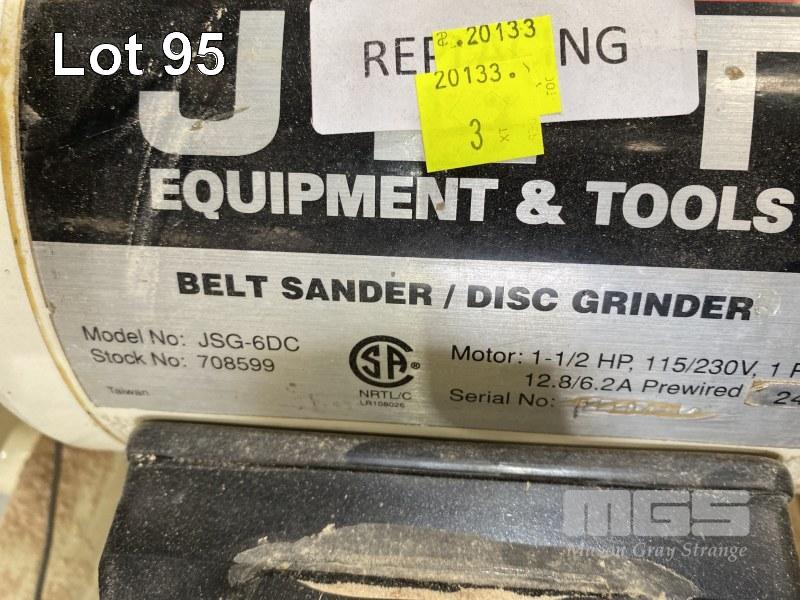 Lot 95
20133
20133.
3
EQUIPMENT & TOOLS
BELT SANDER / DISC GRINDER
Model No: JSG-6DC
Stock No: 708599
Taiwan
SA
NRTL/C
LR108026
Motor: 1-1/2 HP, 115/230V, 1
12.8/6.2A Prewired
Serial No:
24
MGS
Mason Gray Strange